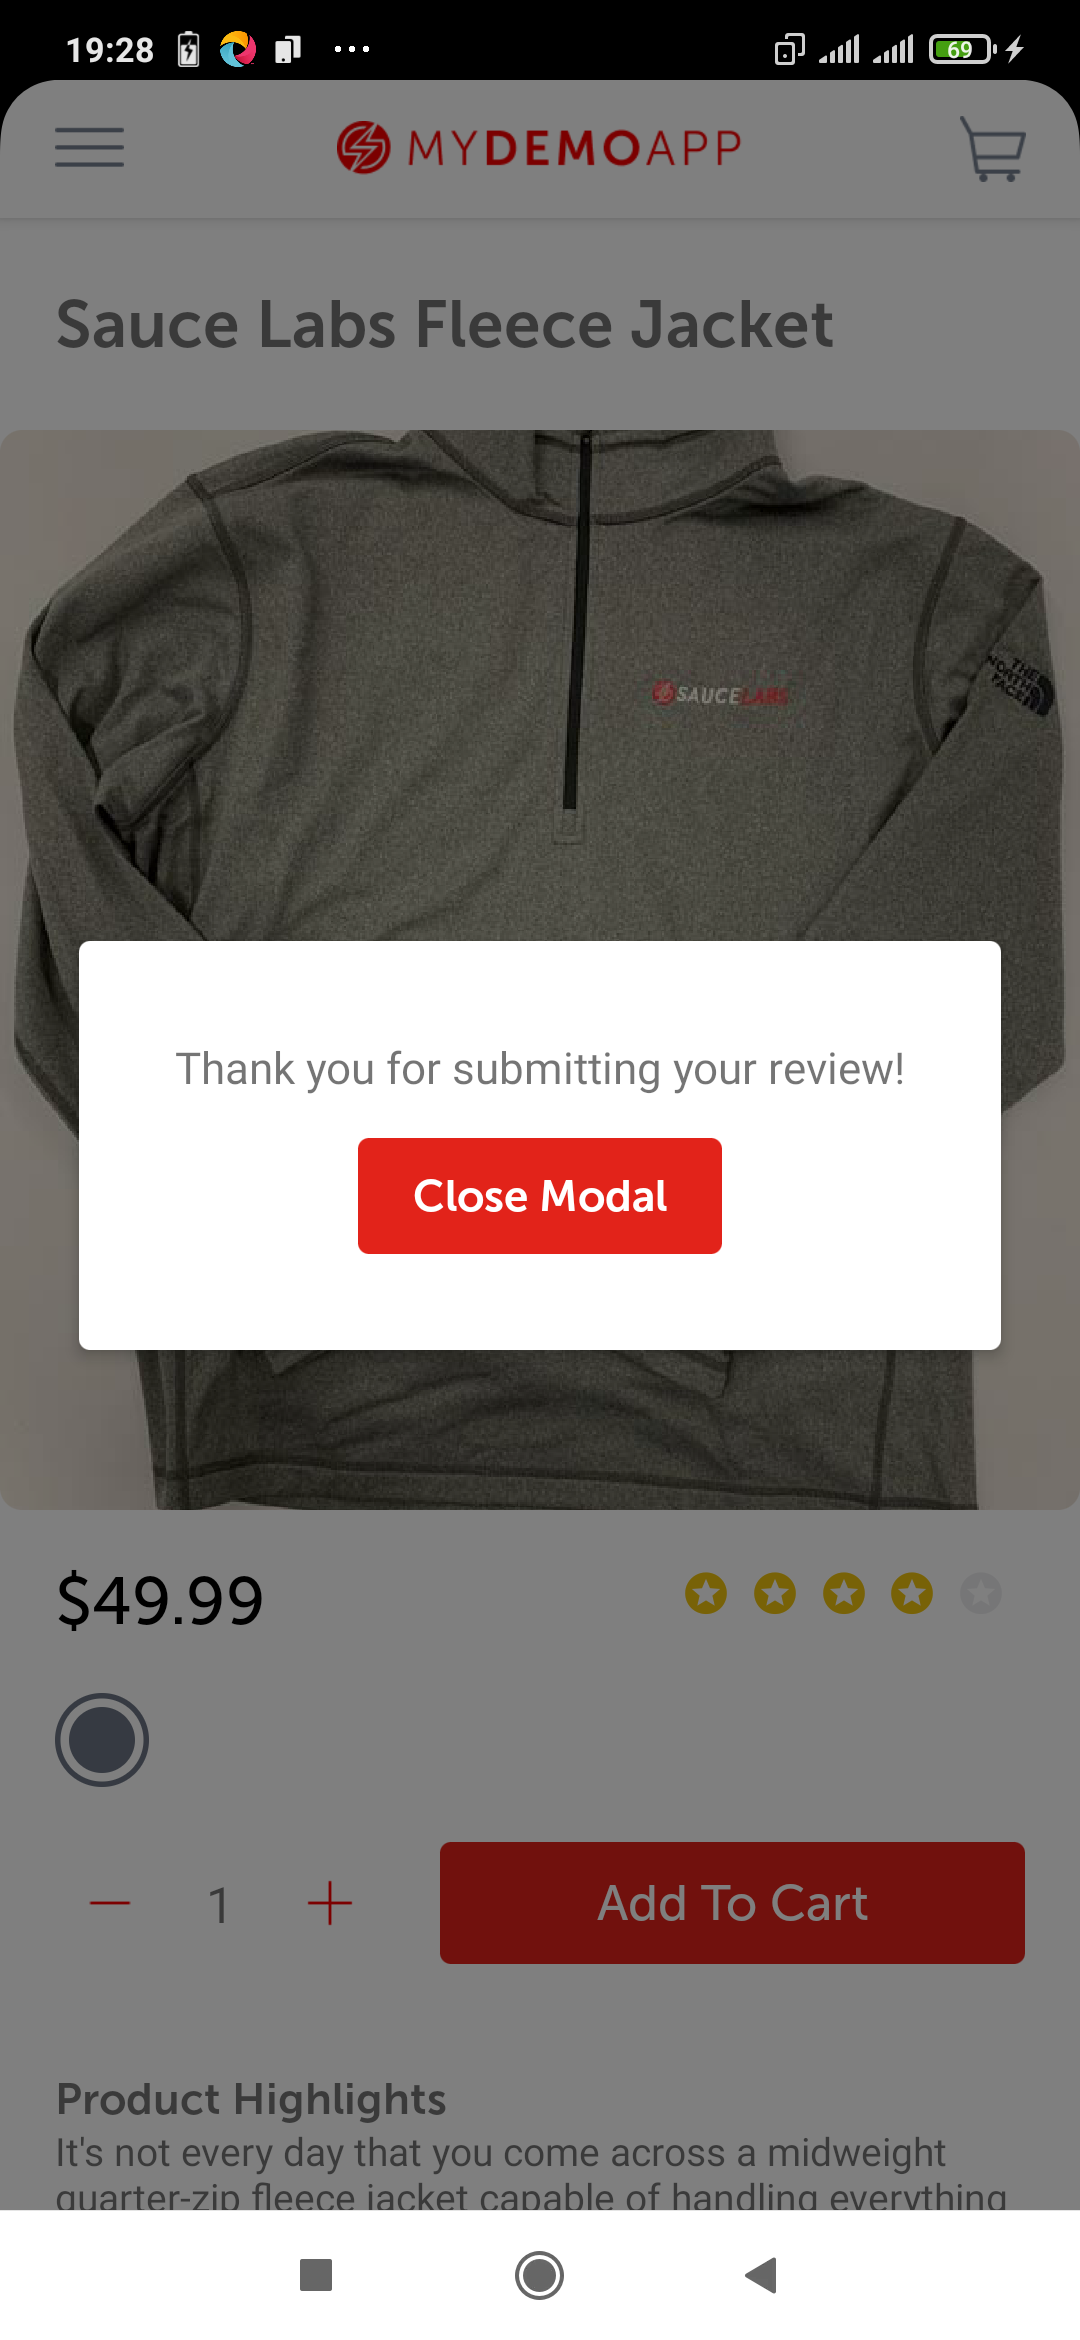 19:28
69
MYDEMOAPP
Sauce Labs Fleece Jacket
SAUCELABS
THE
NORTH
FACE
Thank you for submitting your review!
Close Modal
$49.99
1
Add To Cart
Product Highlights
It's not every day that you come across a midweight
quarter-zip fleece jacket capable of handling everything